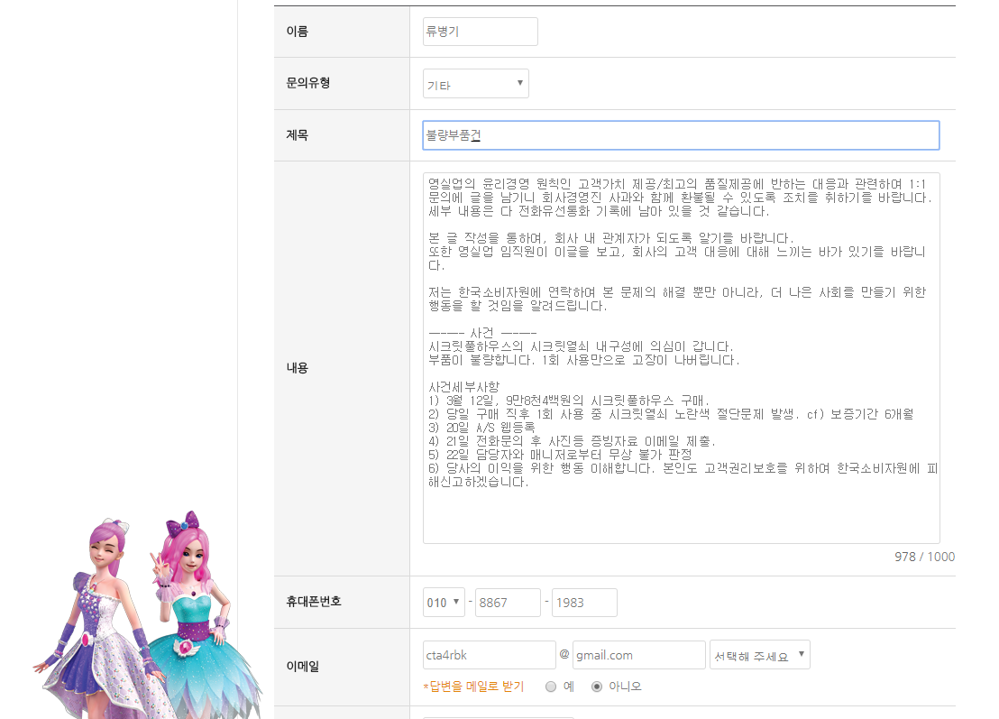 이름 류병기
문의유형 기타
제목 불량부품건
내용
영실업의 윤리경영 원칙인 고객가치 제공/최고의 품질제공에 반하는 대응과 관련하여 1:1
문의에 글을 남기니 회사경영진 사과와 함께 환불될 수 있도록 조치를 취하기를 바랍니다.
세부 내용은 다 전화유선통화 기록에 남아 있을 것 같습니다.
본 글 작성을 통하여, 회사 내 관계자가 되도록 알기를 바랍니다.
또한 영실업 임직원이 이글을 보고, 회사의 고객 대응에 대해 느끼는 바가 있기를 바랍니
다.
저는 한국소비자원에 연락하여 본 문제의 해결 뿐만 아니라, 더 나은 사회를 만들기 위한
행동을 할 것임을 알려드립니다.
------ 사건 ------
시크릿풀하우스의 시크릿열쇠 내구성에 의심이 갑니다.
부품이 불량합니다. 1회 사용만으로 고장이 나버립니다.
사건세부사항
1) 3월 12일, 9만8천4백원의 시크릿풀하우스 구매.
2) 당일 구매 직후 1회 사용 중 시크릿열쇠 노란색 절단문제 발생. cf) 보증기간 6개월
3) 20일 A/S 웹등록
4) 21일 전화문의 후 사진등 증빙자료 이메일 제출.
5) 22일 담당자와 매니저로부터 무상 불가 판정
6) 당사의 이익을 위한 행동 이해합니다. 본인도 고객권리보호를 위하여 한국소비자원에 피
해신고하겠습니다.
978 / 1000
휴대폰번호 010 - 8867 - 1983
이메일 cta4rbk @ gmail.com 선택해 주세요
*답변을 메일로 받기 예 아니오